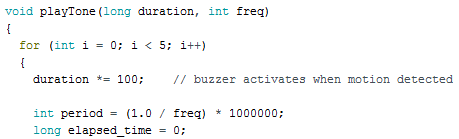 void playTone(long duration, int freq)
{
for (int i = 0; i < 5; i++)
{
duration *= 100;    // buzzer activates when motion detected
int period = (1.0 / freq) * 1000000;
long elapsed_time = 0;